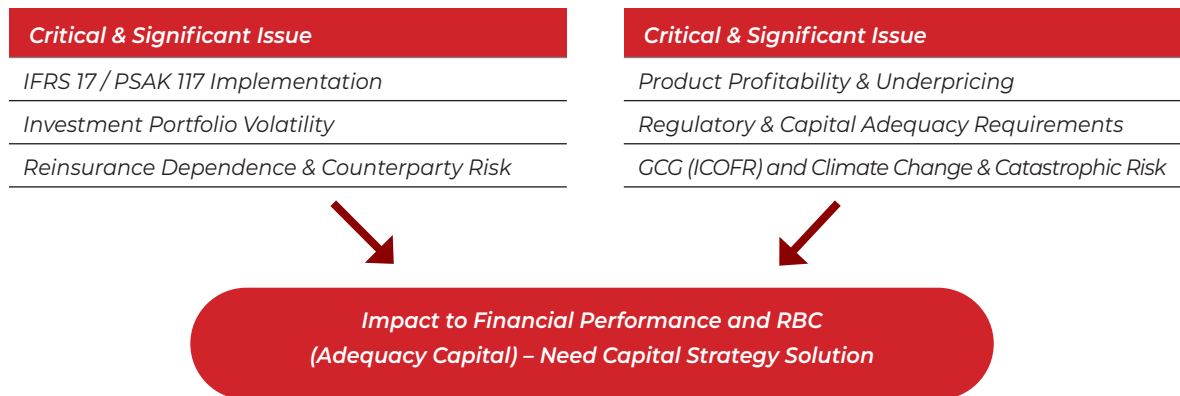 Critical & Significant Issue
IFRS 17 / PSAK 117 Implementation
Investment Portfolio Volatility
Reinsurance Dependence & Counterparty Risk
Critical & Significant Issue
Product Profitability & Underpricing
Regulatory & Capital Adequacy Requirements
GCG (ICOFR) and Climate Change & Catastrophic Risk
Impact to Financial Performance and RBC
(Adequacy Capital) – Need Capital Strategy Solution